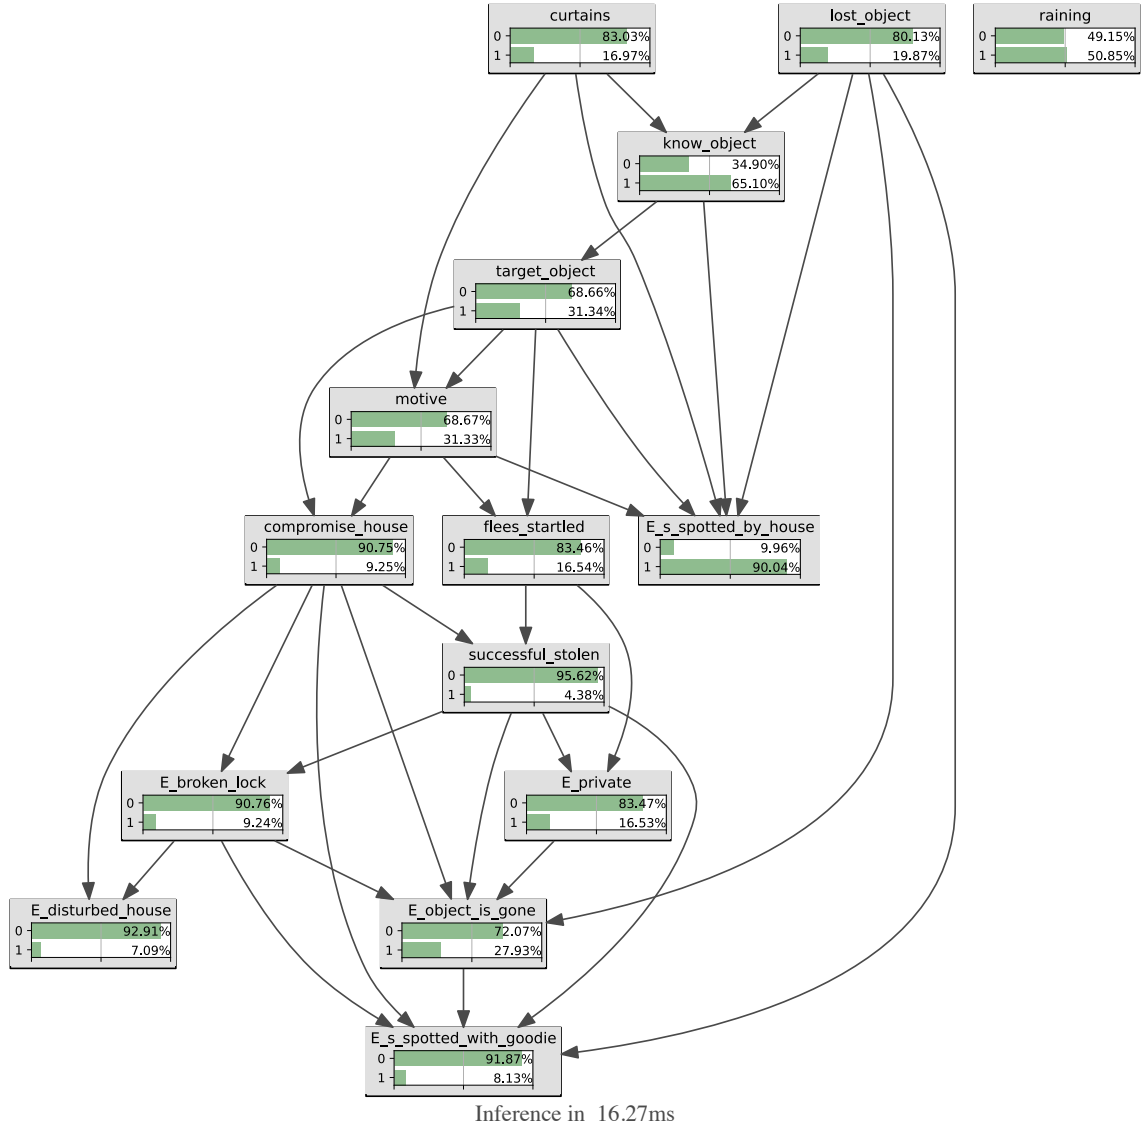 curtains
0 83.03%
1 16.97%
lost_object
0 80.13%
1 19.87%
raining
0 49.15%
1 50.85%
know_object
0 34.90%
1 65.10%
target_object
0 68.66%
1 31.34%
motive
0 68.67%
1 31.33%
compromise_house
0 90.75%
1 9.25%
flees_startled
0 83.46%
1 16.54%
E_s_spotted_by_house
0 9.96%
1 90.04%
successful_stolen
0 95.62%
1 4.38%
E_broken_lock
0 90.76%
1 9.24%
E_private
0 83.47%
1 16.53%
E_disturbed_house
0 92.91%
1 7.09%
E_object_is_gone
0 72.07%
1 27.93%
E_s_spotted_with_goodie
0 91.87%
1 8.13%
Inference in 16.27ms